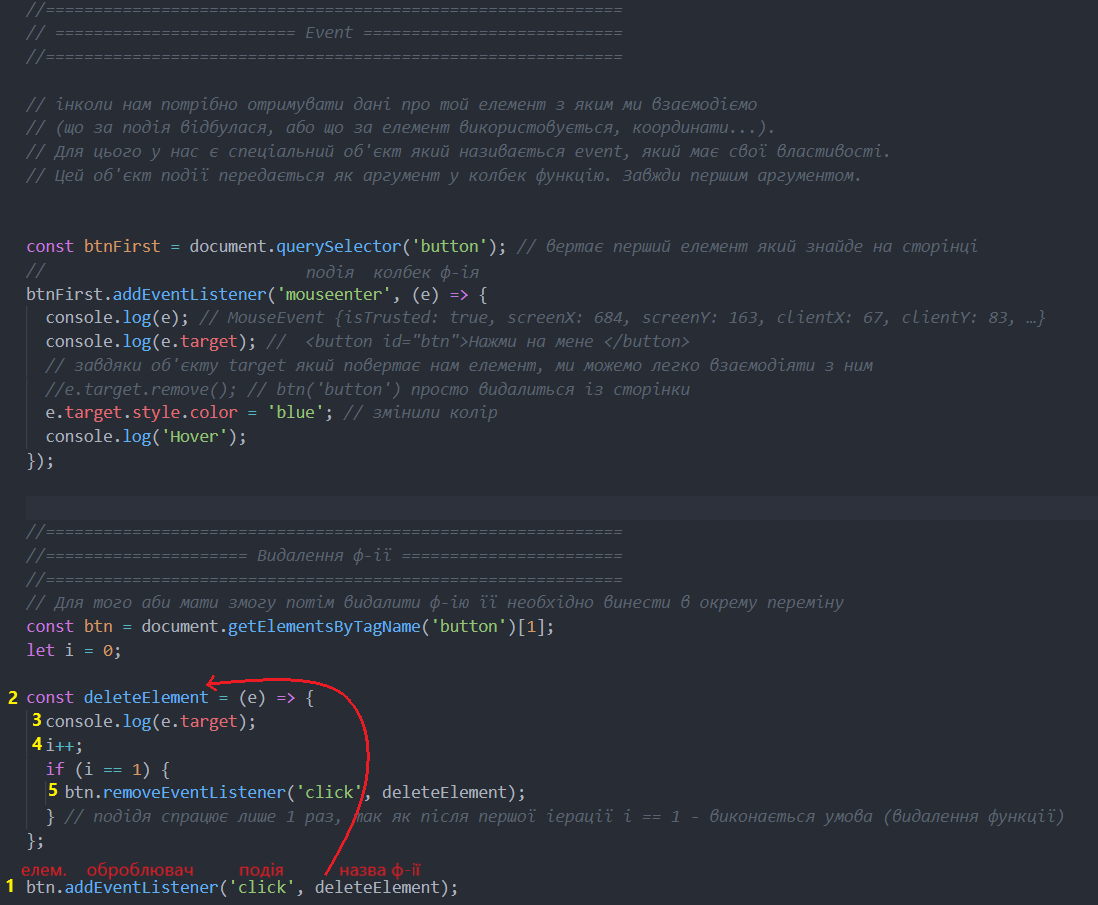 //============================================================
// ========================= Event ===========================
//============================================================
// інколи нам потрібно отримувати дані про той елемент з яким ми взаємодіємо
// (що за подія відбулася, або що за елемент використовується, координати...).
// Для цього у нас є спеціальний об'єкт який називається event, який має свої властивості.
// Цей об'єкт події передається як аргумент у колбек функцію. Завжди першим аргументом.
const btnFirst = document.querySelector('button'); // вертає перший елемент який знайде на сторінці
// подія колбек ф-ія
btnFirst.addEventListener('mouseenter', (e) => {
console.log(e); // MouseEvent {isTrusted: true, screenX: 684, screenY: 163, clientX: 67, clientY: 83, …}
console.log(e.target); // <button id="btn">Нажми на мене </button>
// завдяки об'єкту target який повертає нам елемент, ми можемо легко взаємодіяти з ним
//e.target.remove(); // btn('button') просто видалиться із сторінки
e.target.style.color = 'blue'; // змінили колір
console.log('Hover');
});
//============================================================
//===================== Видалення ф-ії =======================
//============================================================
// Для того аби мати змогу потім видалити ф-ію її необхідно винести в окрему переміну
const btn = document.getElementsByTagName('button')[1];
let i = 0;
2 const deleteElement = (e) => {
3 console.log(e.target);
4 i++;
if (i == 1) {
5 btn.removeEventListener('click', deleteElement);
} // подідя спрацює лише 1 раз, так як після першої іерації і == 1 - виконається умова (видалення функції)
};
елем. оброблювач подія назва ф-ії
1 btn.addEventListener('click', deleteElement);